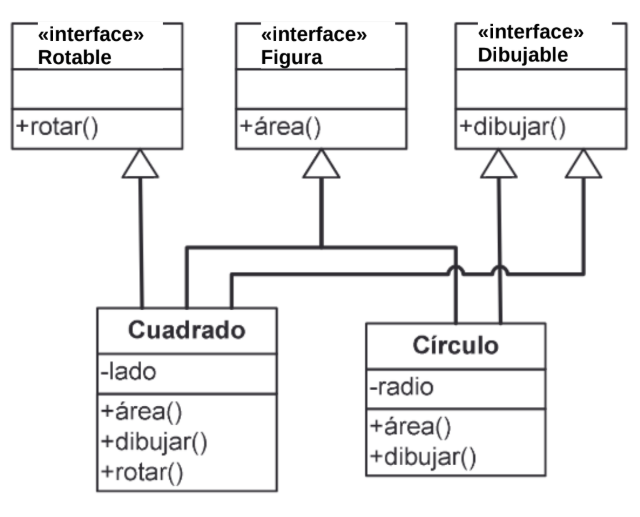 «interface»
Rotable
+rotar()
«interface»
Figura
+área()
«interface»
Dibujable
+dibujar()
Cuadrado
-lado
+área()
+dibujar()
+rotar()
Círculo
-radio
+área()
+dibujar()